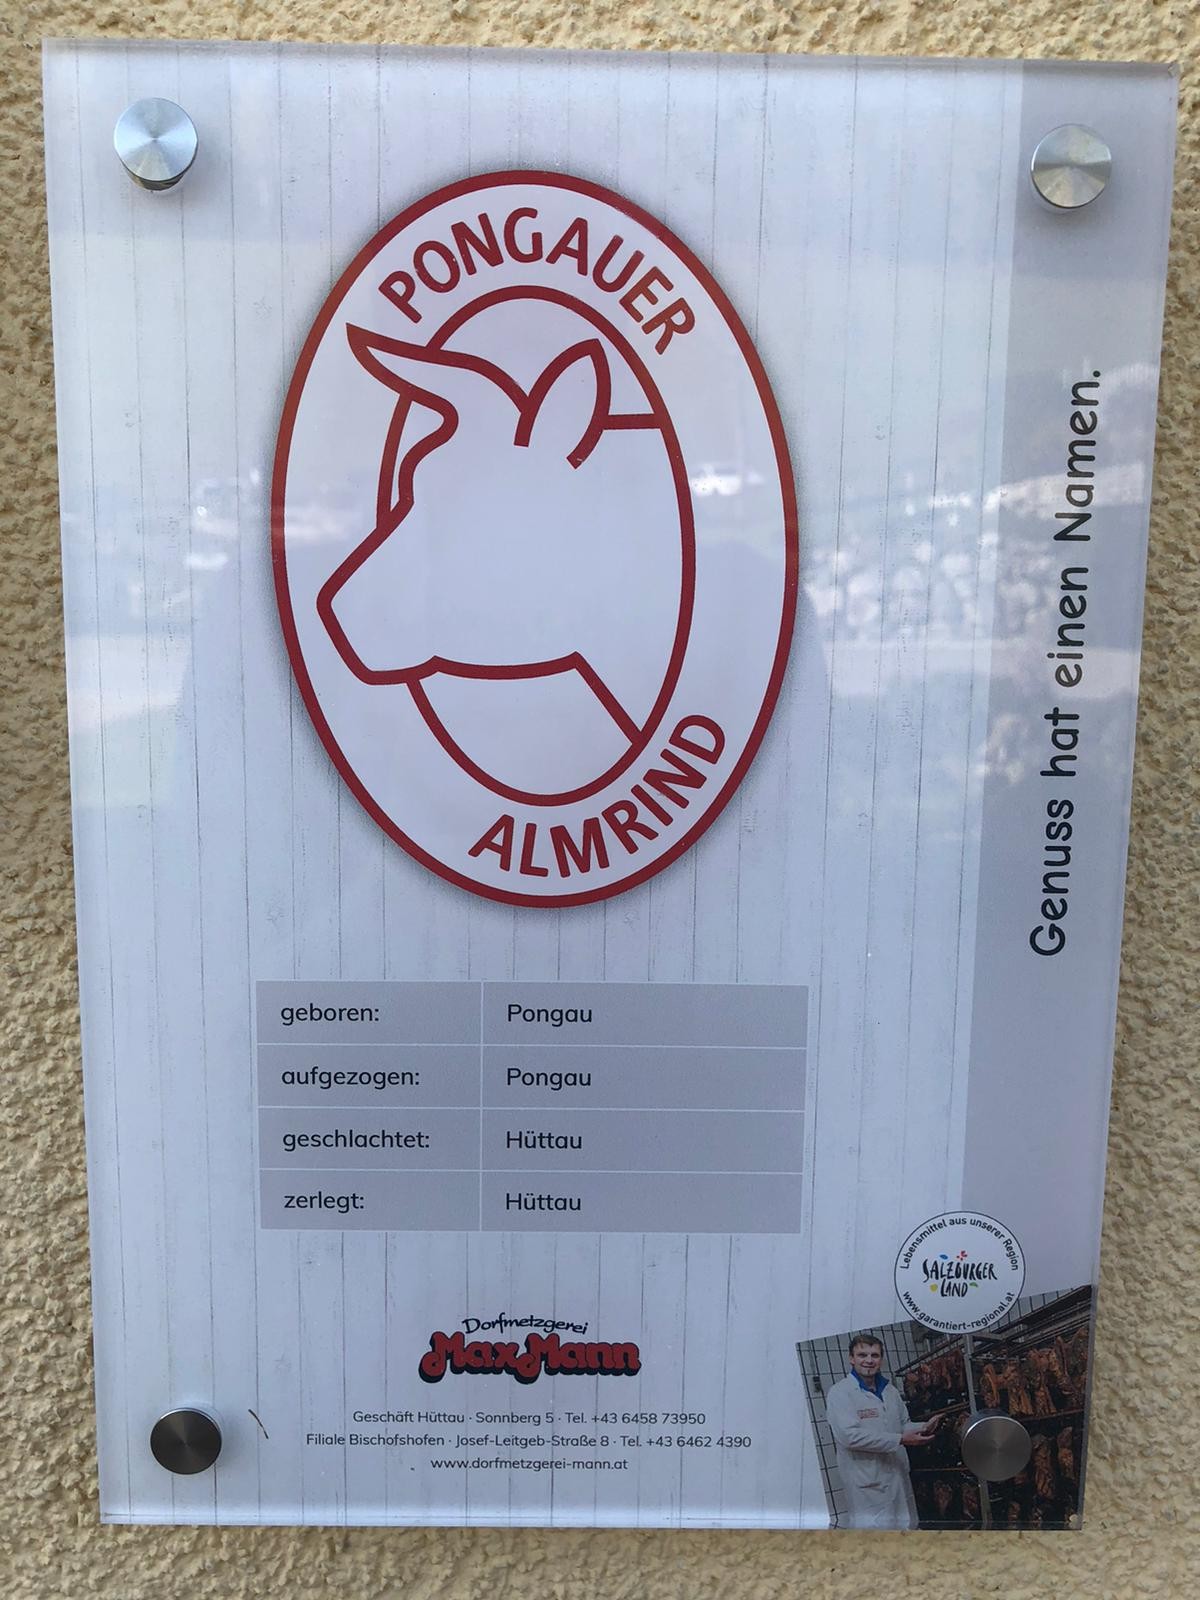 PONGAUER
ALMRIND
Genuss hat einen Namen.
geboren: Pongau
aufgezogen: Pongau
geschlachtet: Hüttau
zerlegt: Hüttau
Lebensmittel aus unserer Region
SALZBURGER
LAND
www.garantiert-regional.at
Dorfmetzgerei
Max Mann
Geschäft Hüttau · Sonnberg 5 · Tel. +43 6458 73950
Filiale Bischofshofen · Josef-Leitgeb-Straße 8 · Tel. +43 6462 4390
www.dorfmetzgerei-mann.at